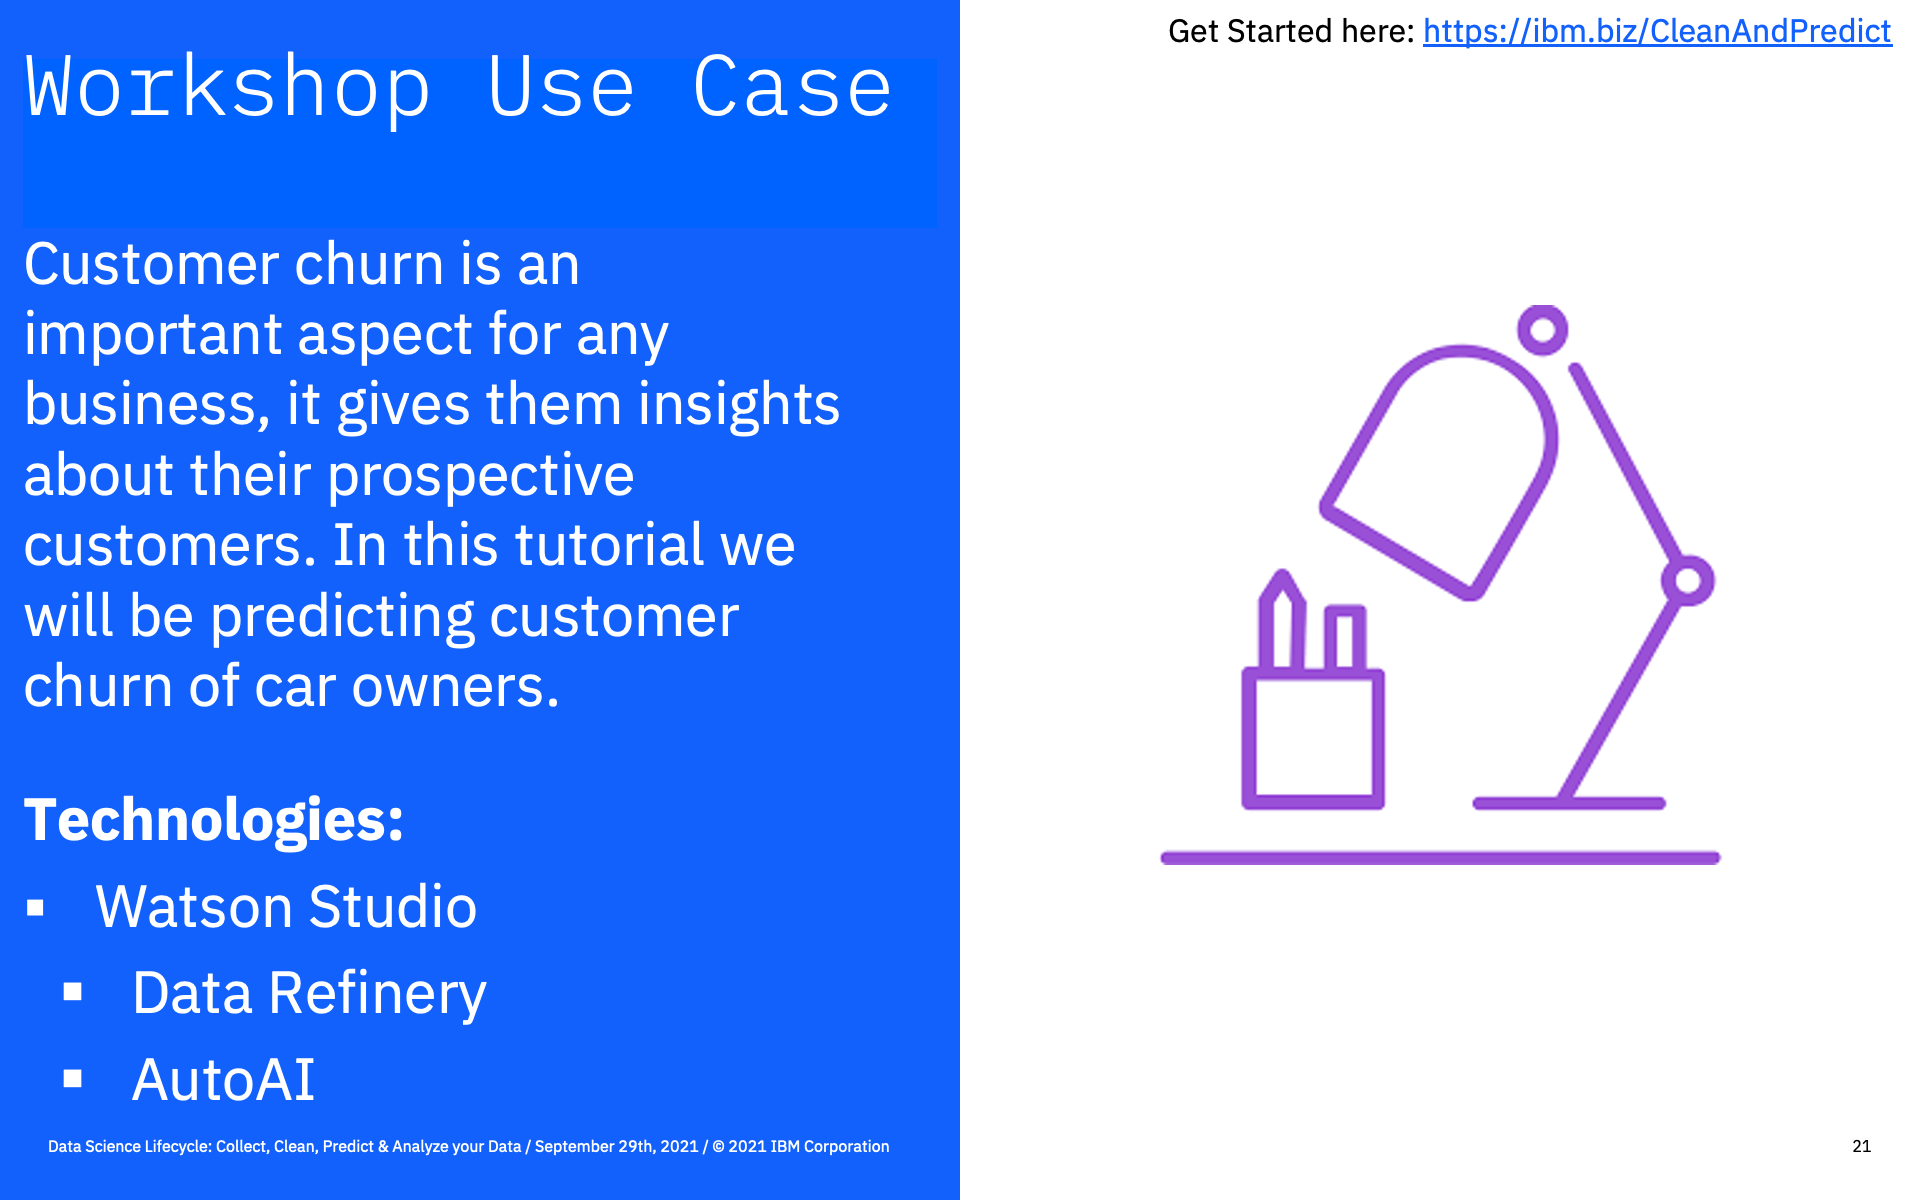 Get Started here: https://ibm.biz/CleanAndPredict
Workshop Use Case
Customer churn is an
important aspect for any
business, it gives them insights
about their prospective
customers. In this tutorial we
will be predicting customer
churn of car owners.
Technologies:
▪ Watson Studio
▪ Data Refinery
▪ AutoAI
Data Science Lifecycle: Collect, Clean, Predict & Analyze your Data / September 29th, 2021 / © 2021 IBM Corporation
21